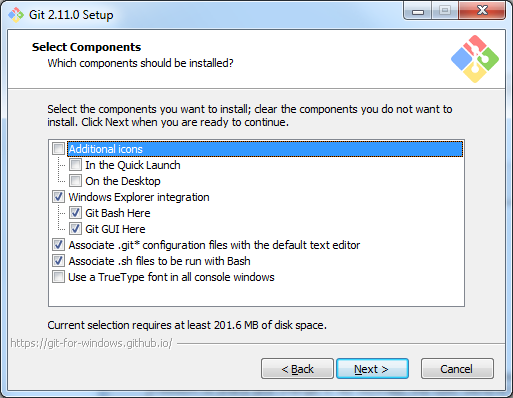 Git 2.11.0 Setup
Select Components
Which components should be installed?
Select the components you want to install; clear the components you do not want to
install. Click Next when you are ready to continue.
Additional icons
In the Quick Launch
On the Desktop
Windows Explorer integration
Git Bash Here
Git GUI Here
Associate .git* configuration files with the default text editor
Associate .sh files to be run with Bash
Use a TrueType font in all console windows
Current selection requires at least 201.6 MB of disk space.
https://git-for-windows.github.io/
< Back
Next >
Cancel